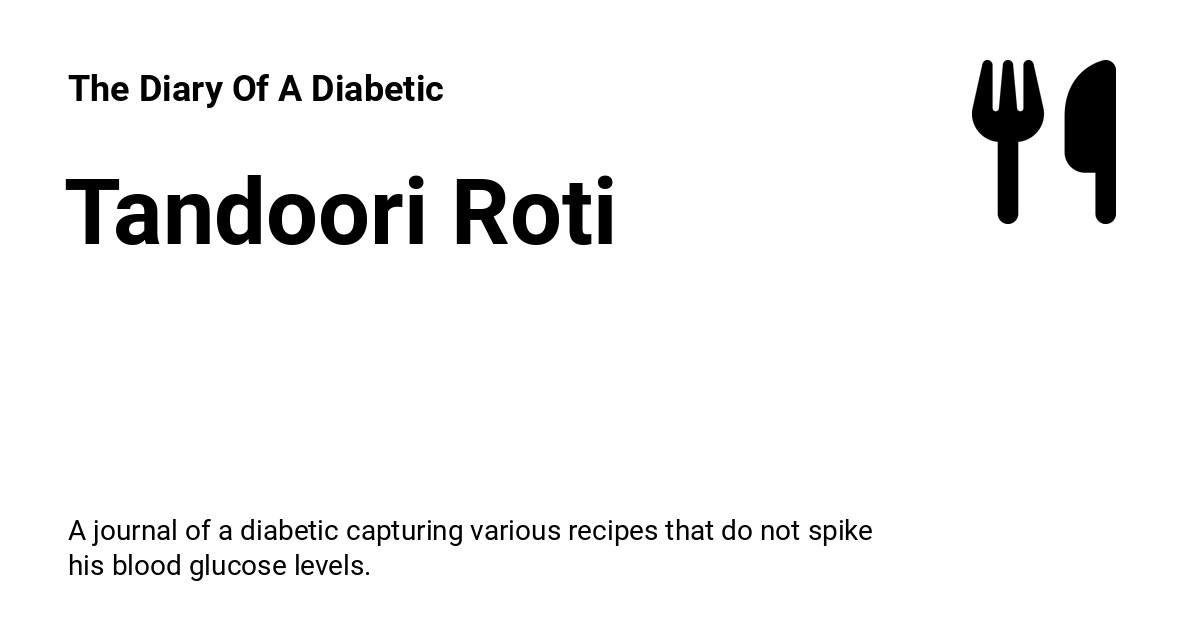 The Diary Of A Diabetic
Tandoori Roti
A journal of a diabetic capturing various recipes that do not spike
his blood glucose levels.